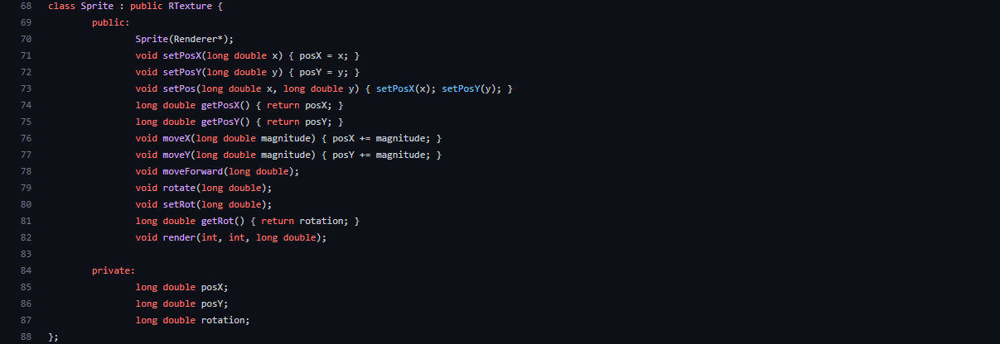 68 class Sprite : public RTexture {
69 public:
70 Sprite(Renderer*);
71 void setPosX(long double x) { posX = x; }
72 void setPosY(long double y) { posY = y; }
73 void setPos(long double x, long double y) { setPosX(x); setPosY(y); }
74 long double getPosX() { return posX; }
75 long double getPosY() { return posY; }
76 void moveX(long double magnitude) { posX += magnitude; }
77 void moveY(long double magnitude) { posY += magnitude; }
78 void moveForward(long double);
79 void rotate(long double);
80 void setRot(long double);
81 long double getRot() { return rotation; }
82 void render(int, int, long double);
83
84 private:
85 long double posX;
86 long double posY;
87 long double rotation;
88 };